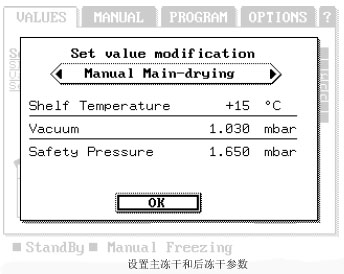 VALUES MANUAL PROGRAM OPTIONS ?
Set value modification
Manual Main-drying
Shelf Temperature +15 °C
Vacuum 1.030 mbar
Safety Pressure 1.650 mbar
OK
StandBy Manual Freezing
设置主冻干和后冻干参数